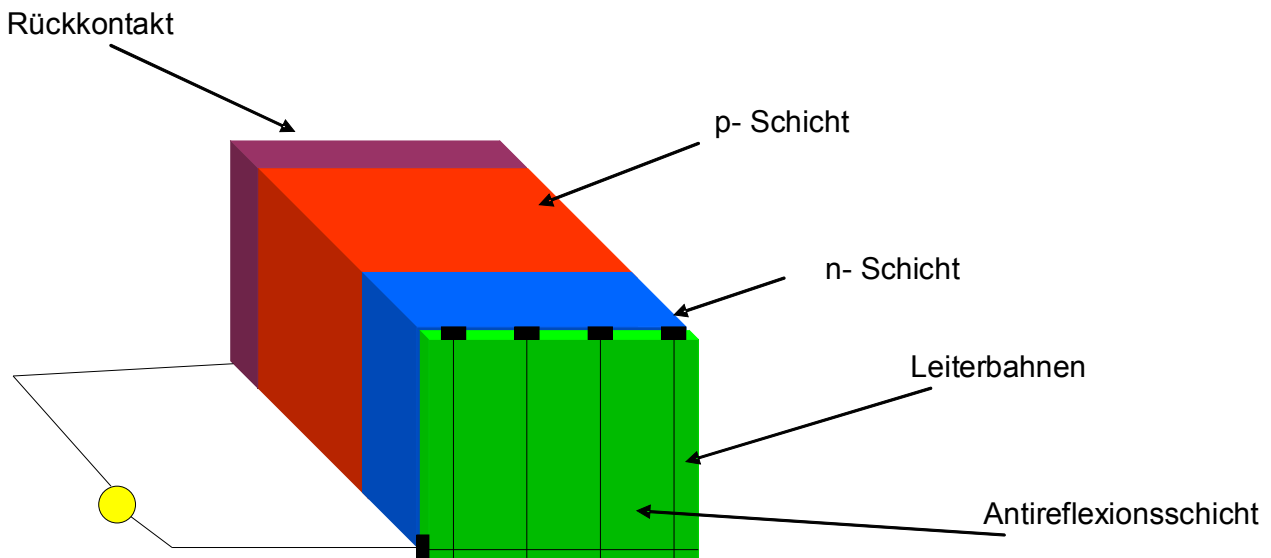 Rückkontakt
p- Schicht
n- Schicht
Leiterbahnen
Antireflexionsschicht